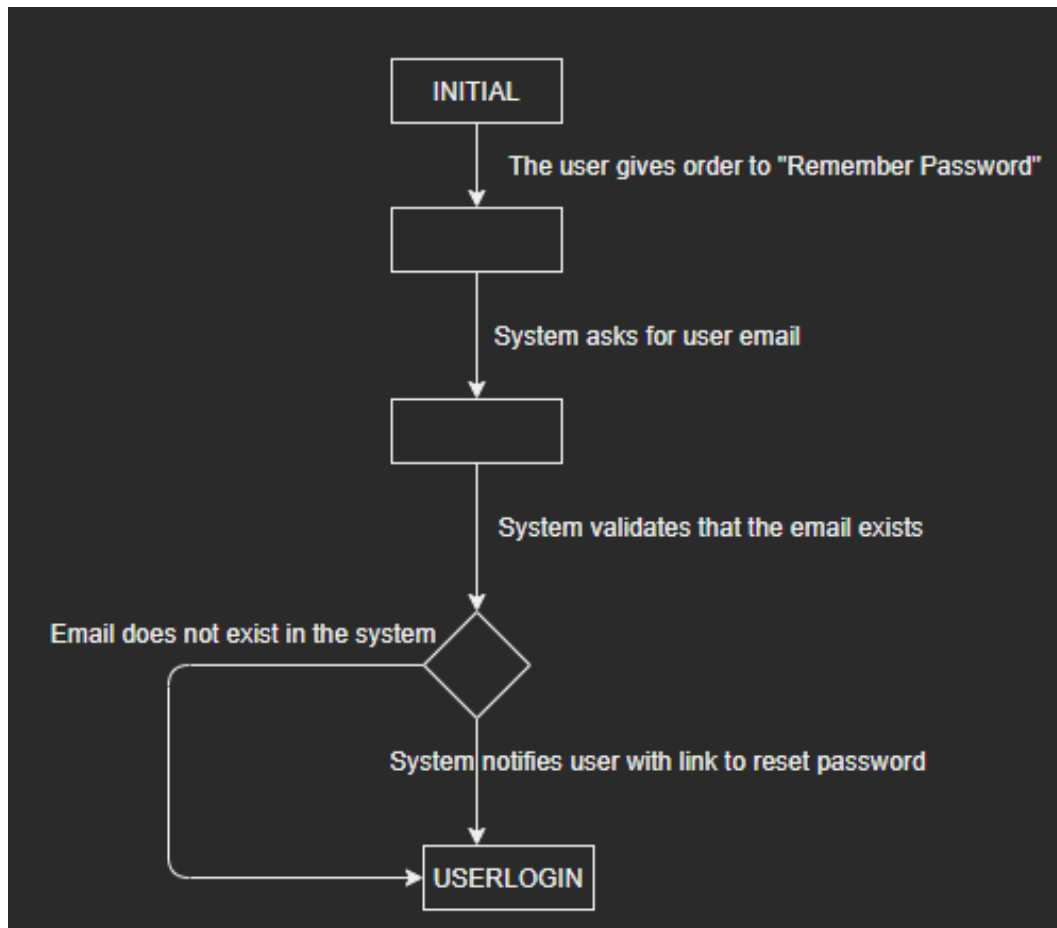 INITIAL
The user gives order to "Remember Password"
System asks for user email
System validates that the email exists
Email does not exist in the system
System notifies user with link to reset password
USERLOGIN